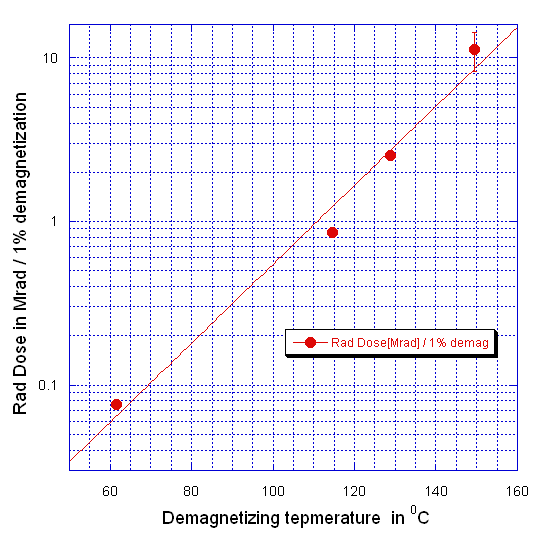 Rad Dose in Mrad / 1% demagnetization
10
1
0.1
Rad Dose[Mrad] / 1% demag
60 80 100 120 140 160
Demagnetizing tepmerature in ⁰C